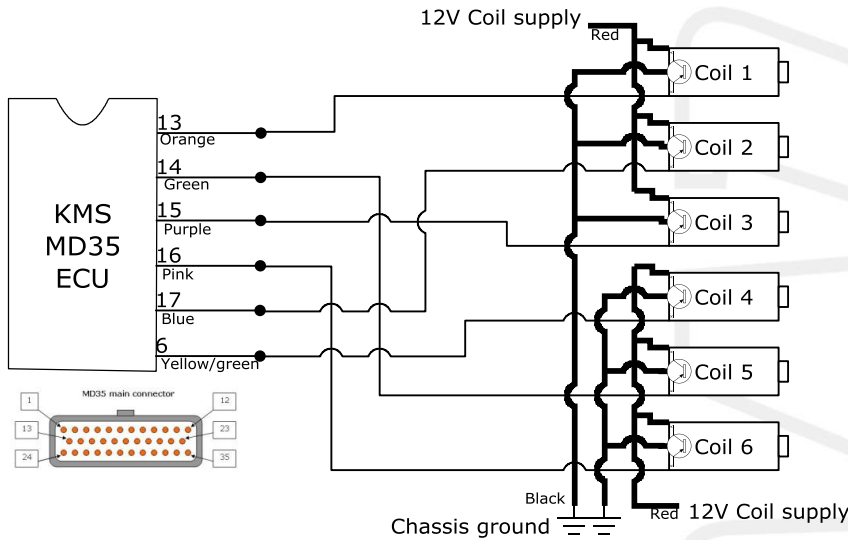 12V Coil supply
Red
Coil 1
13
Orange
Coil 2
14
Green
KMS
MD35
ECU
15
Purple
Coil 3
16
Pink
Coil 4
17
Blue
6
Yellow/green
Coil 5
MD35 main connector
1
12
13
23
24
35
Coil 6
Black
Red 12V Coil supply
Chassis ground